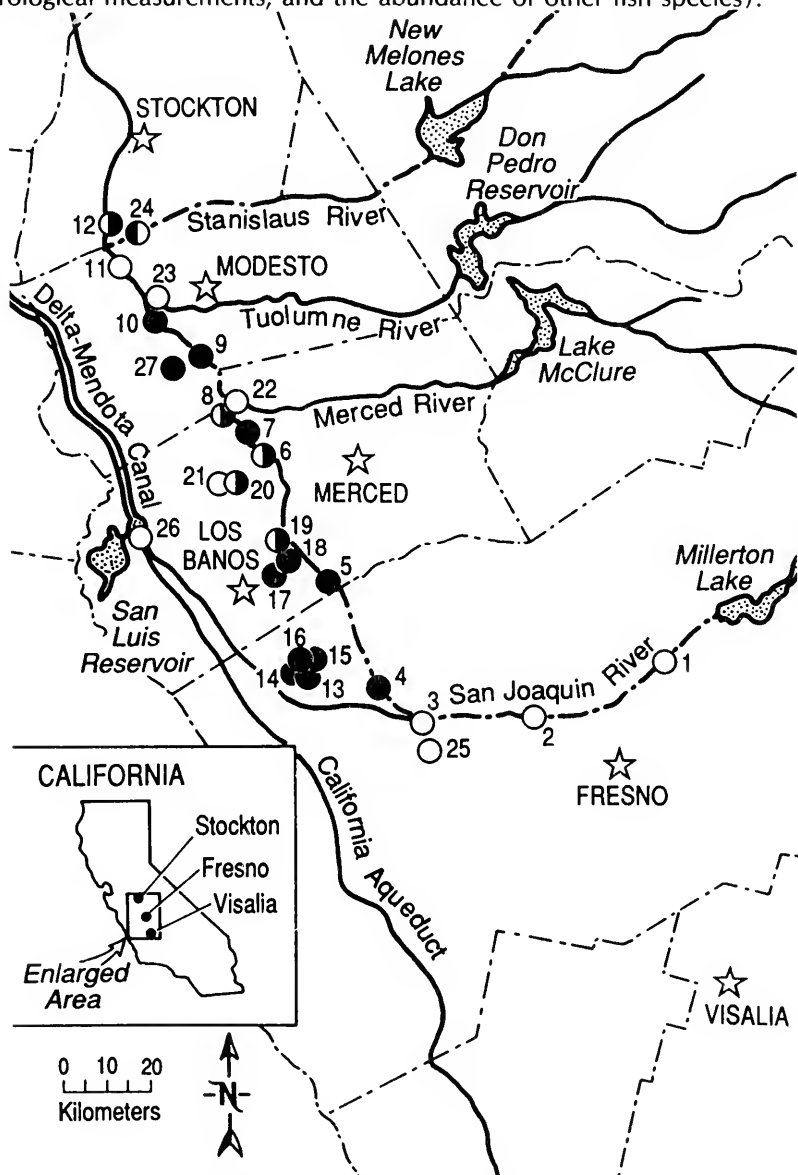 rological measurements, and the abundance of other fish species).
New
Melones
Lake
STOCKTON
Don
Pedro
Reservoir
12
24
Stanislaus River
11
23
MODESTO
10
Tuolumne River
Delta-Mendota Canal
9
27
Lake
McClure
8
22
Merced River
7
6
21
20
MERCED
26
LOS
BANOS
19
18
5
17
Millerton
Lake
San
Luis
Reservoir
16
15
14
13
4
3
San Joaquin River
1
2
25
FRESNO
CALIFORNIA
Stockton
Fresno
Visalia
Enlarged
Area
California Aqueduct
VISALIA
0 10 20
Kilometers
-N-